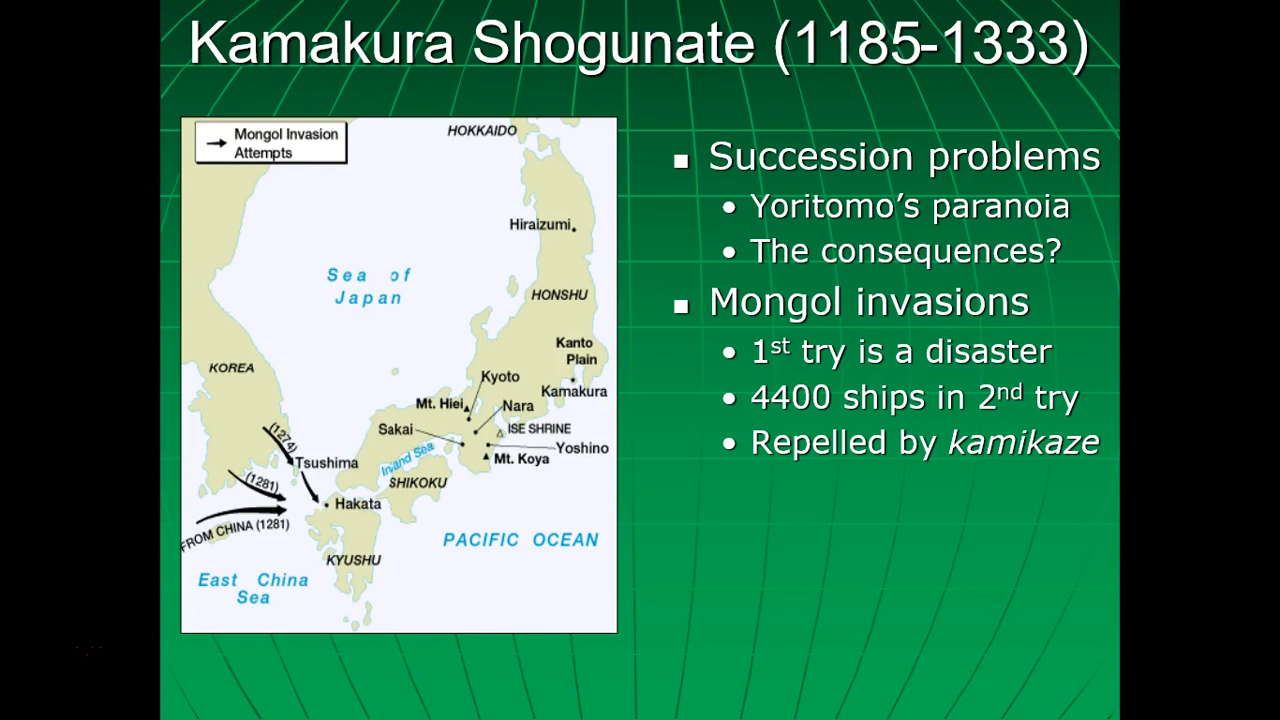 Kamakura Shogunate (1185-1333)
Mongol Invasion
Attempts
HOKKAIDO
Hiraizumi
Sea of
Japan
HONSHU
Kanto
Plain
KOREA
Kyoto
Kamakura
Mt. Hiei
Nara
Sakai
ISE SHRINE
(1274)
Yoshino
Inland Sea
Mt. Koya
Tsushima
(1281)
SHIKOKU
Hakata
FROM CHINA (1281)
PACIFIC OCEAN
KYUSHU
East China
Sea
Succession problems
Yoritomo’s paranoia
The consequences?
Mongol invasions
1st try is a disaster
4400 ships in 2nd try
Repelled by kamikaze